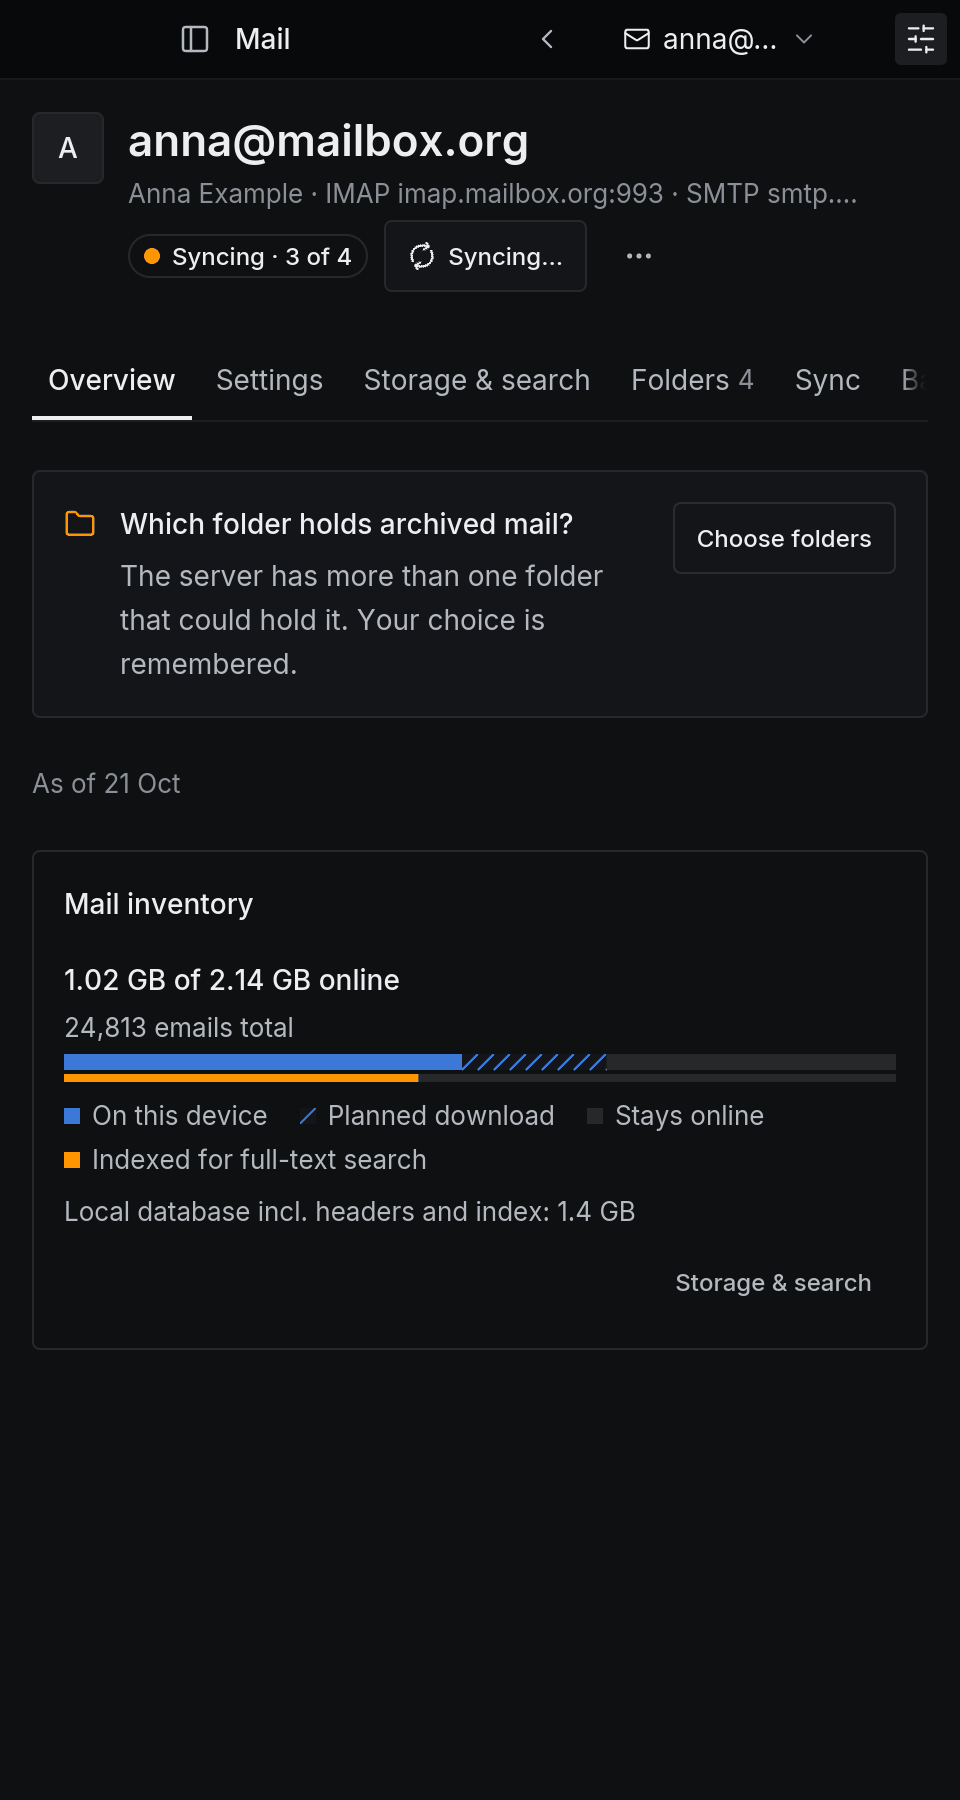 Mail
anna@...
A
anna@mailbox.org
Anna Example · IMAP imap.mailbox.org:993 · SMTP smtp....
Syncing · 3 of 4
Syncing...
Overview
Settings
Storage & search
Folders 4
Sync
Which folder holds archived mail?
Choose folders
The server has more than one folder
that could hold it. Your choice is
remembered.
As of 21 Oct
Mail inventory
1.02 GB of 2.14 GB online
24,813 emails total
On this device
Planned download
Stays online
Indexed for full-text search
Local database incl. headers and index: 1.4 GB
Storage & search